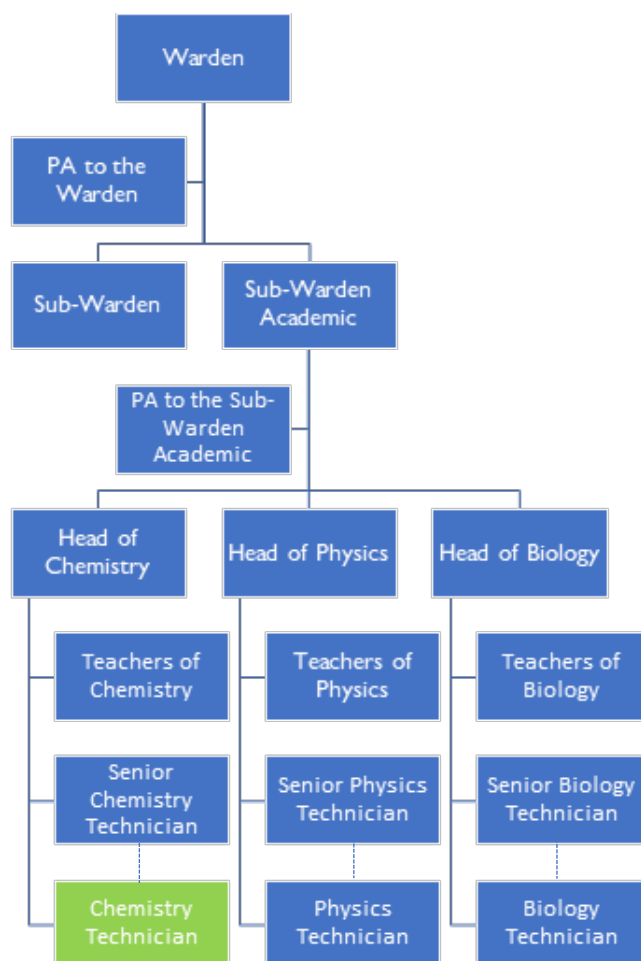 Warden
PA to the
Warden
Sub-Warden
Sub-Warden
Academic
PA to the Sub-
Warden
Academic
Head of
Chemistry
Head of Physics
Head of Biology
Teachers of
Chemistry
Teachers of
Physics
Teachers of
Biology
Senior
Chemistry
Technician
Senior Physics
Technician
Senior Biology
Technician
Chemistry
Technician
Physics
Technician
Biology
Technician